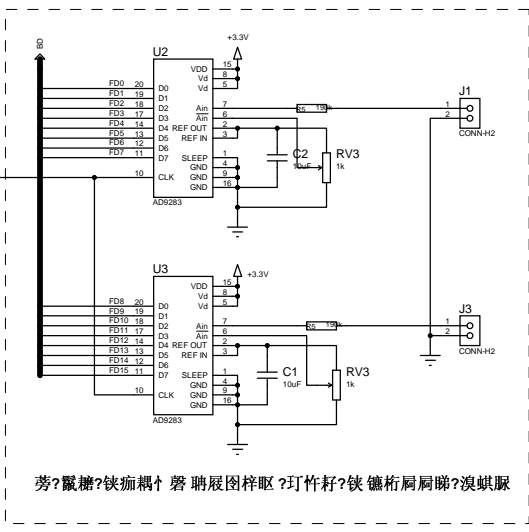 BD
+3.3V
U2
VDD 15
Vd 8
Vd 5
FD0 20 D0
FD1 19 D1
FD2 18 D2
FD3 17 D3
FD4 14 D4
FD5 13 D5
FD6 12 D6
FD7 11 D7
Ain 7
Ain 6
REF OUT 2
REF IN 3
SLEEP 1
GND 4
GND 9
GND 16
10 CLK
AD9283
R5 190k
C2
10uF
RV3
1k
J1
1
2
CONN-H2
+3.3V
U3
VDD 15
Vd 8
Vd 5
FD8 20 D0
FD9 19 D1
FD10 18 D2
FD11 17 D3
FD12 14 D4
FD13 13 D5
FD14 12 D6
FD15 11 D7
Ain 7
Ain 6
REF OUT 2
REF IN 3
SLEEP 1
GND 4
GND 9
GND 16
10 CLK
AD9283
R5 190k
C1
10uF
RV3
1k
J3
1
2
CONN-H2